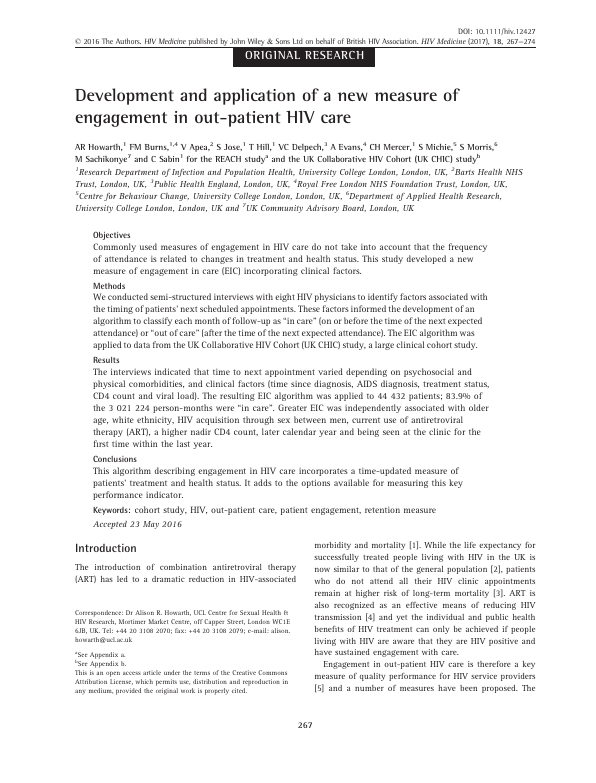 DOI: 10.1111/hiv.12427
© 2016 The Authors. HIV Medicine published by John Wiley & Sons Ltd on behalf of British HIV Association. HIV Medicine (2017), 18, 267–274
ORIGINAL RESEARCH
Development and application of a new measure of
engagement in out-patient HIV care
AR Howarth,1 FM Burns,1,4 V Apea,2 S Jose,1 T Hill,1 VC Delpech,3 A Evans,4 CH Mercer,1 S Michie,5 S Morris,6
M Sachikonye7 and C Sabin1 for the REACH studya and the UK Collaborative HIV Cohort (UK CHIC) studyb
1Research Department of Infection and Population Health, University College London, London, UK, 2Barts Health NHS
Trust, London, UK, 3Public Health England, London, UK, 4Royal Free London NHS Foundation Trust, London, UK,
5Centre for Behaviour Change, University College London, London, UK, 6Department of Applied Health Research,
University College London, London, UK and 7UK Community Advisory Board, London, UK
Objectives
Commonly used measures of engagement in HIV care do not take into account that the frequency
of attendance is related to changes in treatment and health status. This study developed a new
measure of engagement in care (EIC) incorporating clinical factors.
Methods
We conducted semi-structured interviews with eight HIV physicians to identify factors associated with
the timing of patients' next scheduled appointments. These factors informed the development of an
algorithm to classify each month of follow-up as “in care” (on or before the time of the next expected
attendance) or “out of care” (after the time of the next expected attendance). The EIC algorithm was
applied to data from the UK Collaborative HIV Cohort (UK CHIC) study, a large clinical cohort study.
Results
The interviews indicated that time to next appointment varied depending on psychosocial and
physical comorbidities, and clinical factors (time since diagnosis, AIDS diagnosis, treatment status,
CD4 count and viral load). The resulting EIC algorithm was applied to 44 432 patients; 83.9% of
the 3 021 224 person-months were “in care”. Greater EIC was independently associated with older
age, white ethnicity, HIV acquisition through sex between men, current use of antiretroviral
therapy (ART), a higher nadir CD4 count, later calendar year and being seen at the clinic for the
first time within the last year.
Conclusions
This algorithm describing engagement in HIV care incorporates a time-updated measure of
patients' treatment and health status. It adds to the options available for measuring this key
performance indicator.
Keywords: cohort study, HIV, out-patient care, patient engagement, retention measure
Accepted 23 May 2016
Introduction
The introduction of combination antiretroviral therapy
(ART) has led to a dramatic reduction in HIV-associated
Correspondence: Dr Alison R. Howarth, UCL Centre for Sexual Health &
HIV Research, Mortimer Market Centre, off Capper Street, London WC1E
6JB, UK. Tel: +44 20 3108 2070; fax: +44 20 3108 2079; e-mail: alison.
howarth@ucl.ac.uk
aSee Appendix a.
bSee Appendix b.
This is an open access article under the terms of the Creative Commons
Attribution License, which permits use, distribution and reproduction in
any medium, provided the original work is properly cited.
morbidity and mortality [1]. While the life expectancy for
successfully treated people living with HIV in the UK is
now similar to that of the general population [2], patients
who do not attend all their HIV clinic appointments
remain at higher risk of long-term mortality [3]. ART is
also recognized as an effective means of reducing HIV
transmission [4] and yet the individual and public health
benefits of HIV treatment can only be achieved if people
living with HIV are aware that they are HIV positive and
have sustained engagement with care.
Engagement in out-patient HIV care is therefore a key
measure of quality performance for HIV service providers
[5] and a number of measures have been proposed. The
267